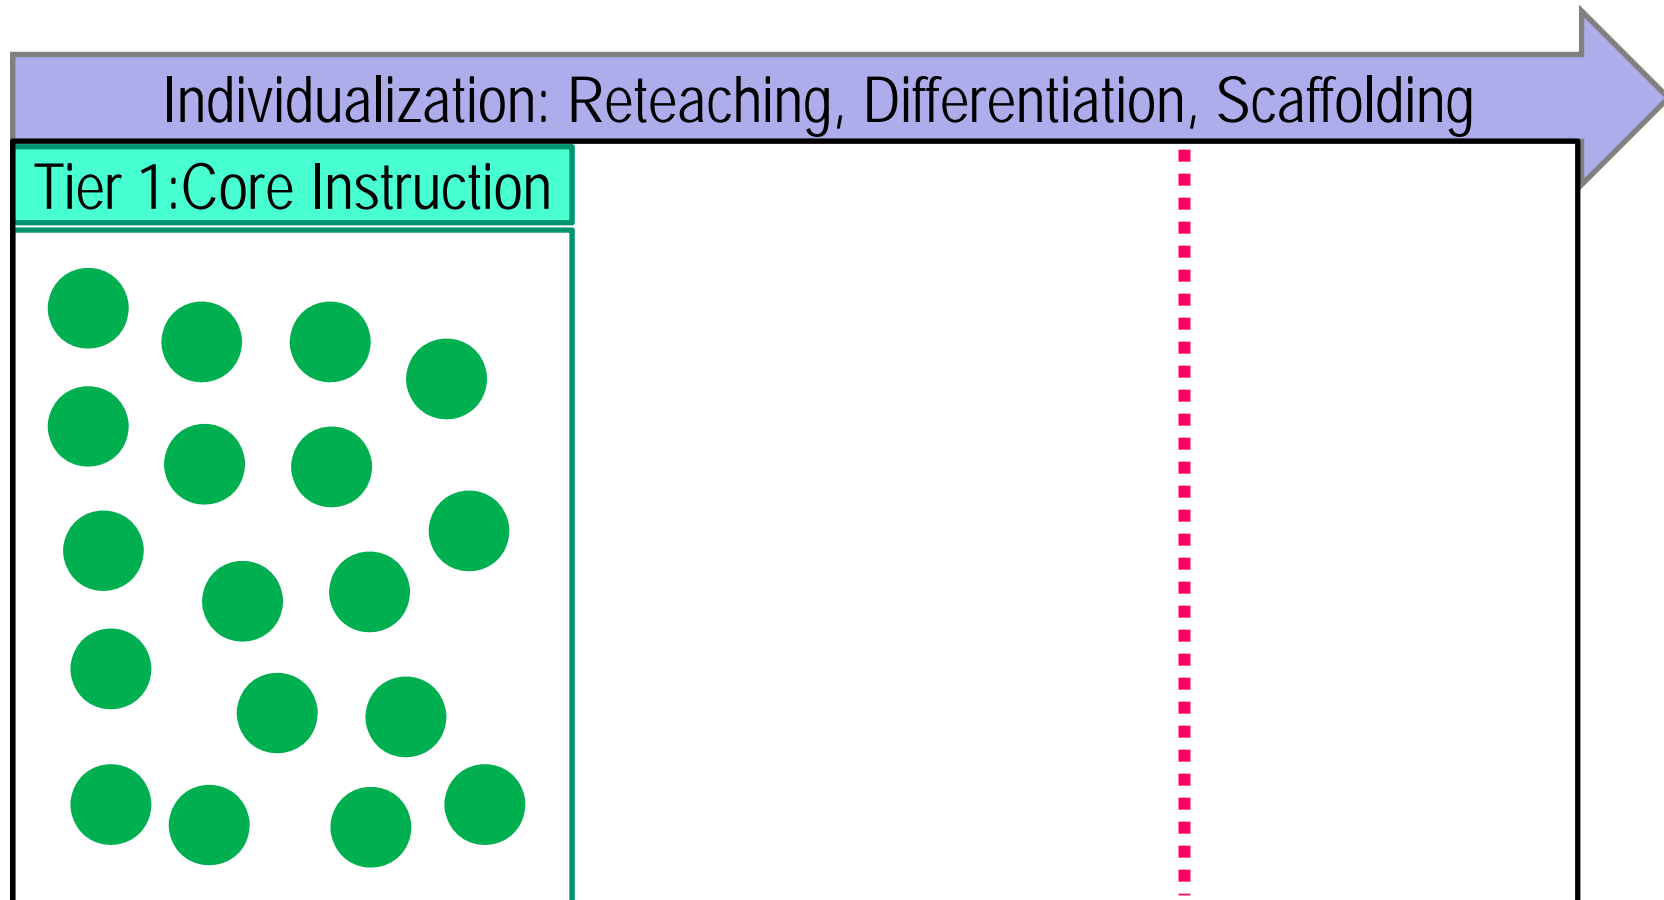 Individualization: Reteaching, Differentiation, Scaffolding
Tier 1:Core Instruction